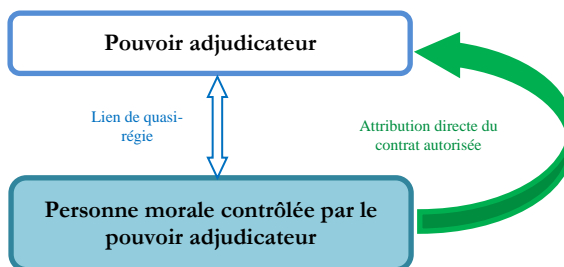 Pouvoir adjudicateur
Lien de quasi-
régie
Attribution directe du
contrat autorisée
Personne morale contrôlée par le
pouvoir adjudicateur